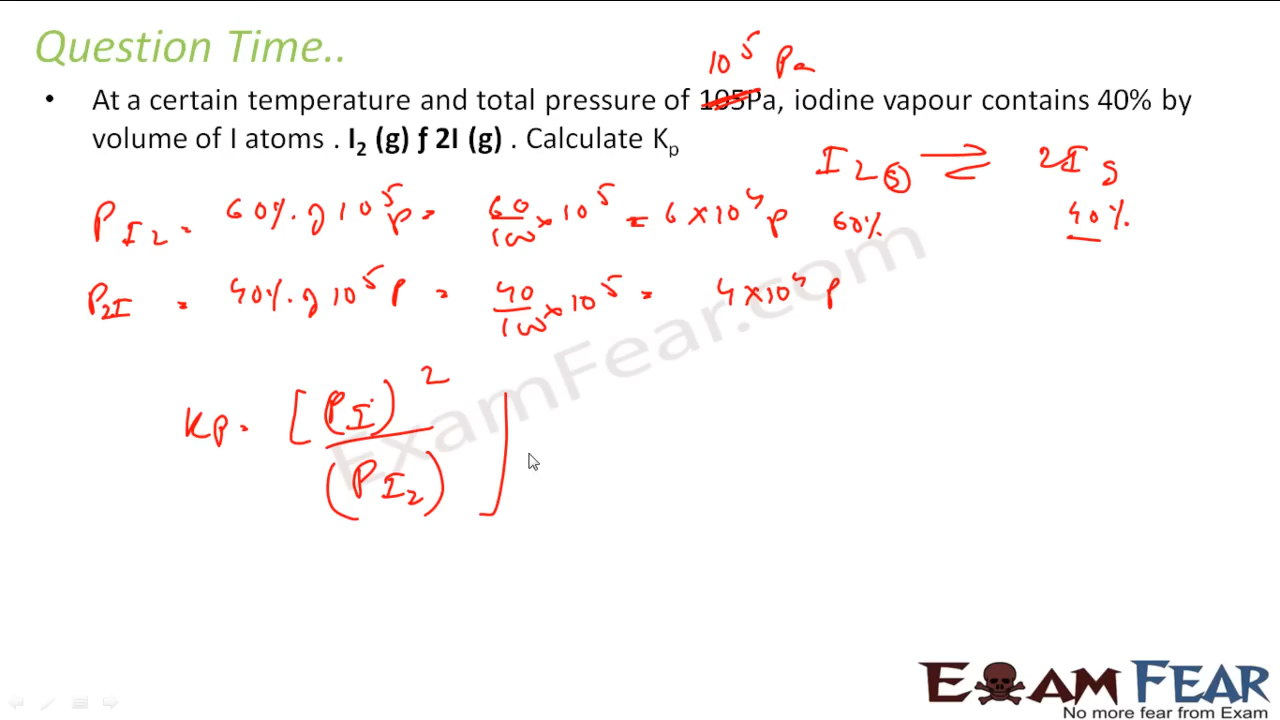 Question Time..
10⁵ Pa
• At a certain temperature and total pressure of 105Pa, iodine vapour contains 40% by
volume of I atoms . I₂ (g) ƒ 2I (g) . Calculate Kₚ
I₂ g ⇌ 2I g
60% 40%
P I₂ = 60% of 10⁵ P = 60/100 × 10⁵ = 6 × 10⁴ P
P 2I = 40% of 10⁵ P = 40/100 × 10⁵ = 4 × 10⁴ P
KP = [(P I)² / (P I₂)]
ExamFear.com
EXAM FEAR
No more fear from Exam